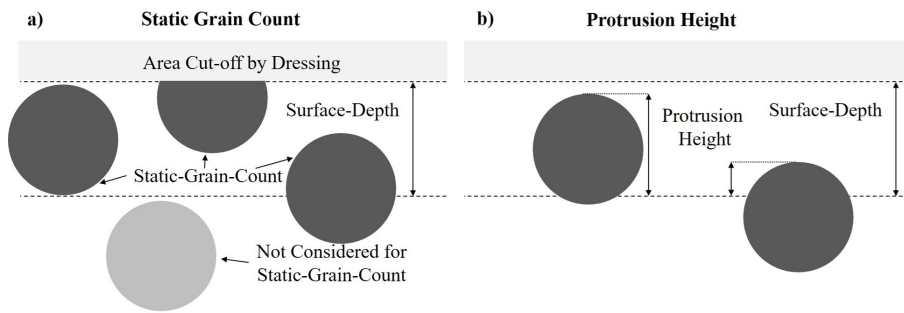 a)
Static Grain Count
Area Cut-off by Dressing
Surface-Depth
Static-Grain-Count
Not Considered for
Static-Grain-Count
b)
Protrusion Height
Protrusion
Height
Surface-Depth